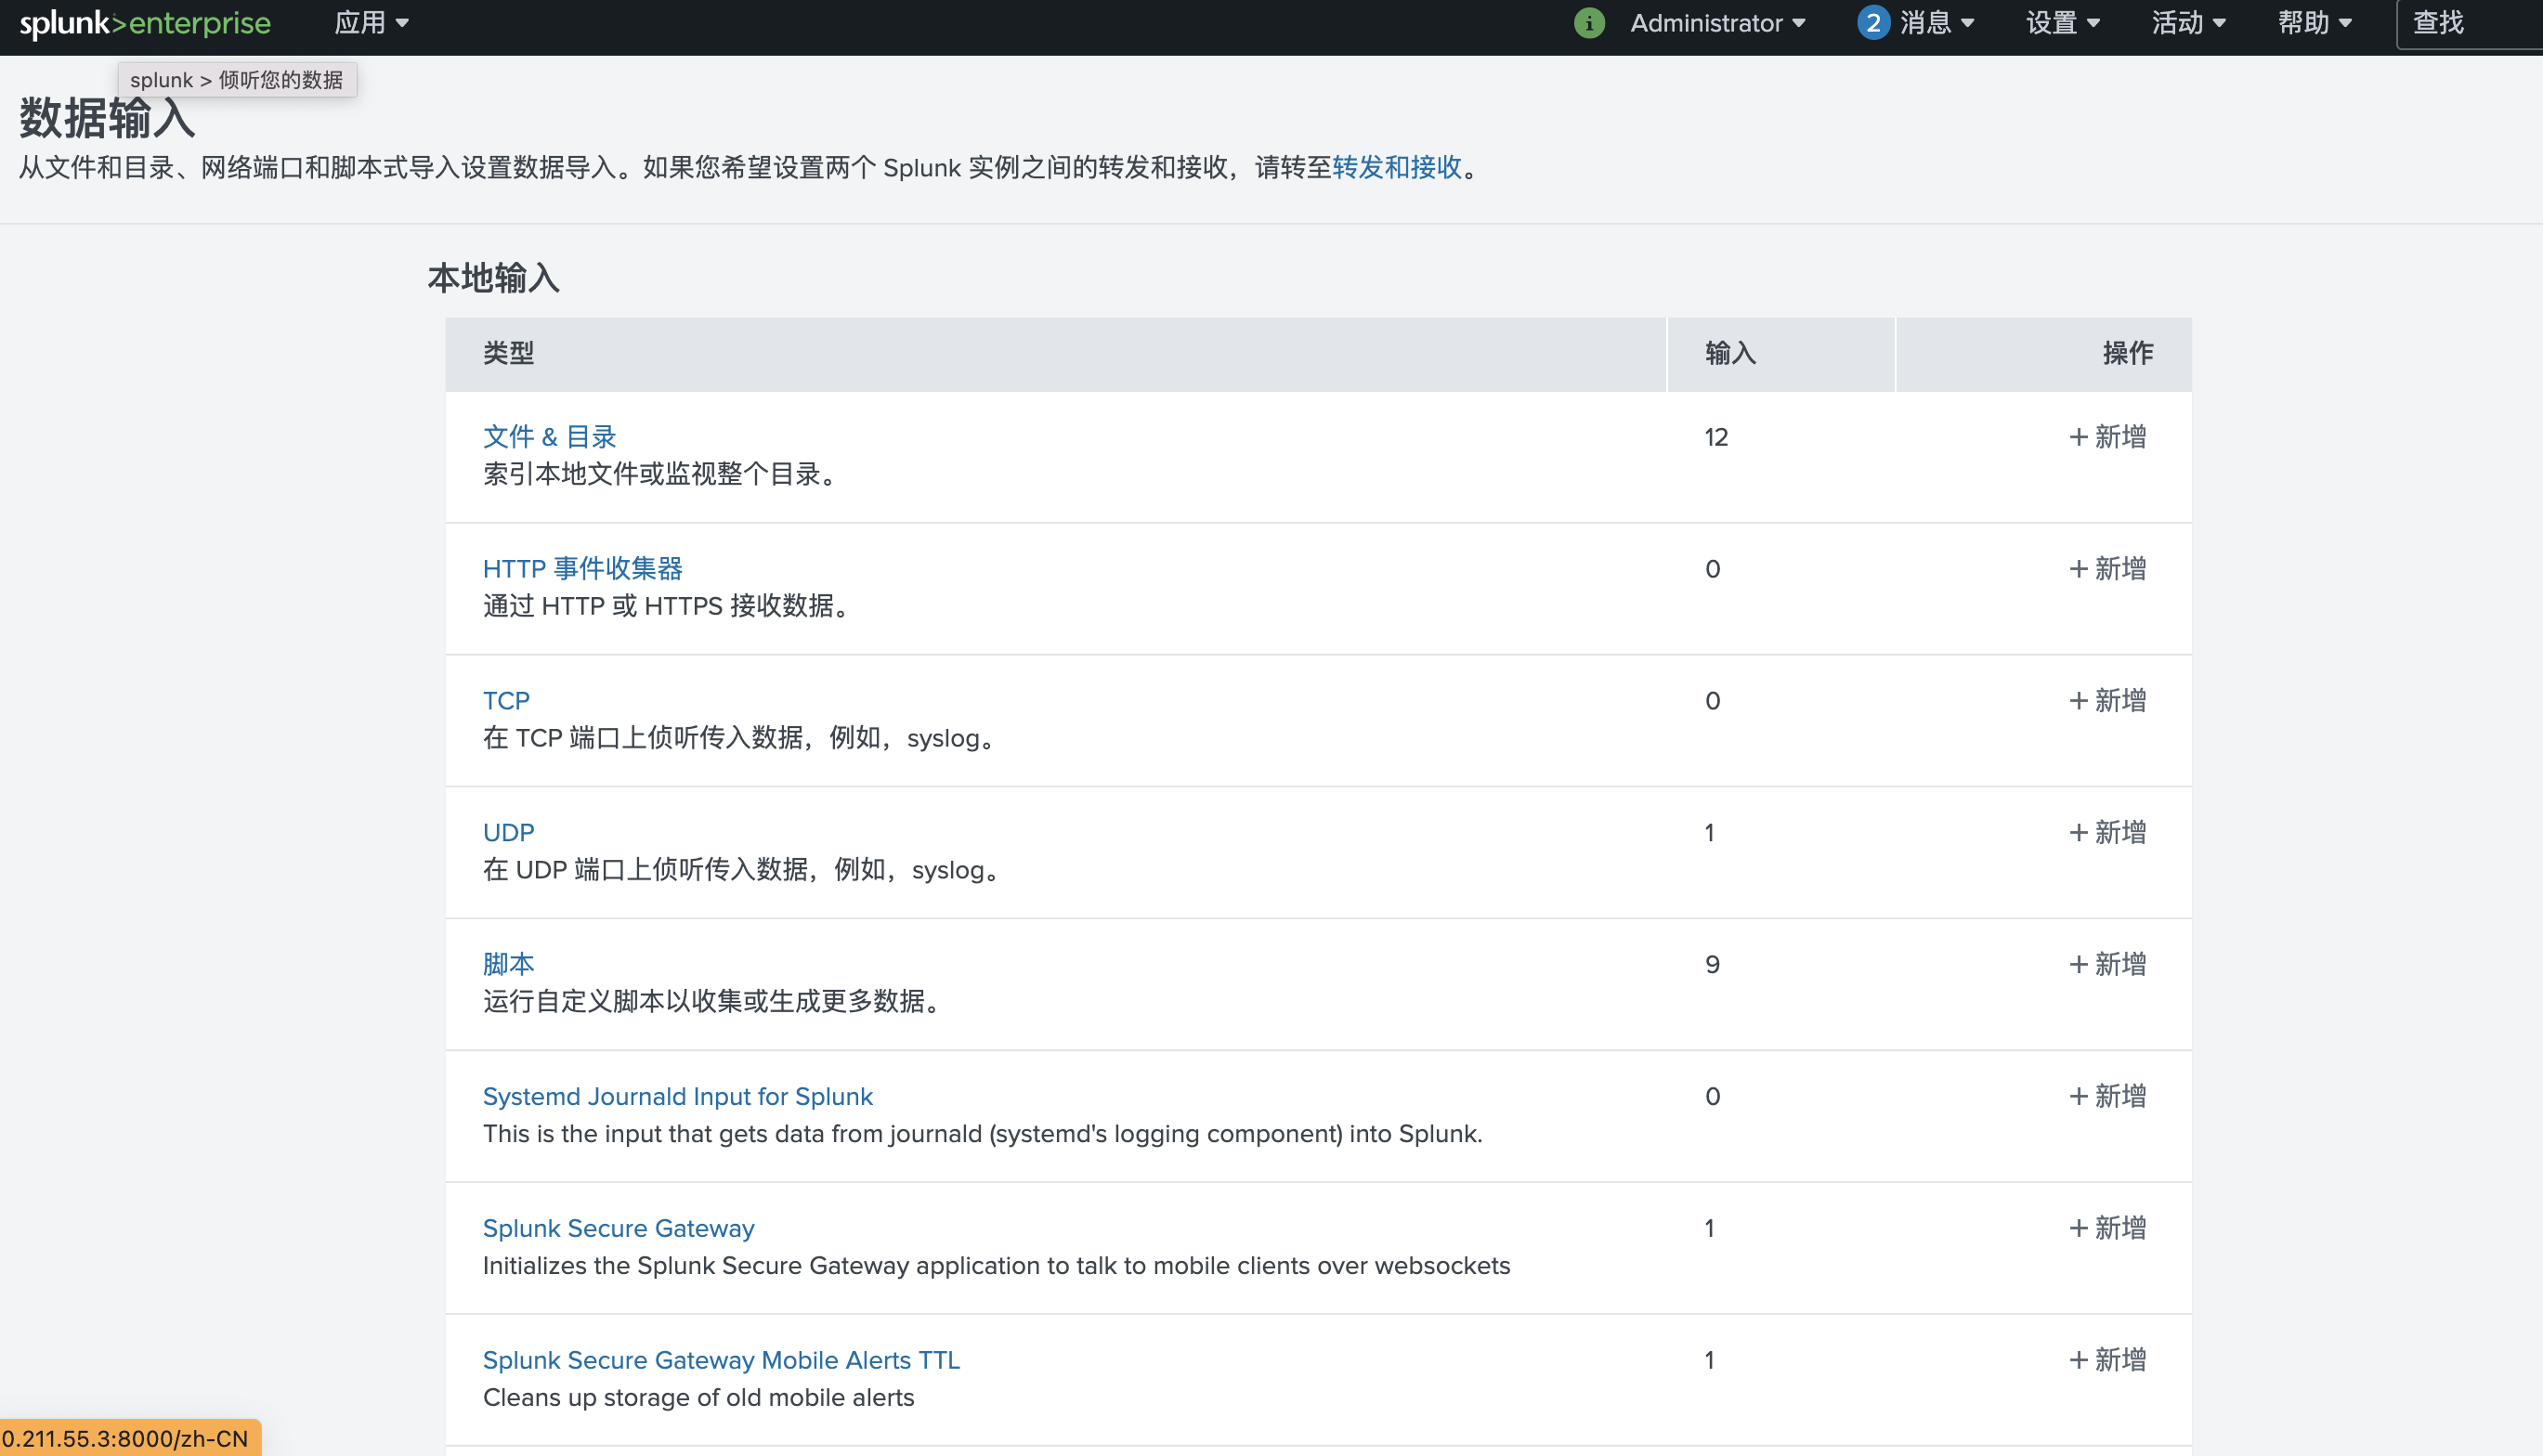 splunk>enterprise 应用 Administrator 2 消息 设置 活动 帮助 查找
splunk > 倾听您的数据
数据输入
从文件和目录、网络端口和脚本式导入设置数据导入。如果您希望设置两个 Splunk 实例之间的转发和接收，请转至转发和接收。
本地输入
类型 输入 操作
文件 & 目录 12 + 新增
索引本地文件或监视整个目录。
HTTP 事件收集器 0 + 新增
通过 HTTP 或 HTTPS 接收数据。
TCP 0 + 新增
在 TCP 端口上侦听传入数据，例如，syslog。
UDP 1 + 新增
在 UDP 端口上侦听传入数据，例如，syslog。
脚本 9 + 新增
运行自定义脚本以收集或生成更多数据。
Systemd Journald Input for Splunk 0 + 新增
This is the input that gets data from journald (systemd's logging component) into Splunk.
Splunk Secure Gateway 1 + 新增
Initializes the Splunk Secure Gateway application to talk to mobile clients over websockets
Splunk Secure Gateway Mobile Alerts TTL 1 + 新增
Cleans up storage of old mobile alerts
0.211.55.3:8000/zh-CN